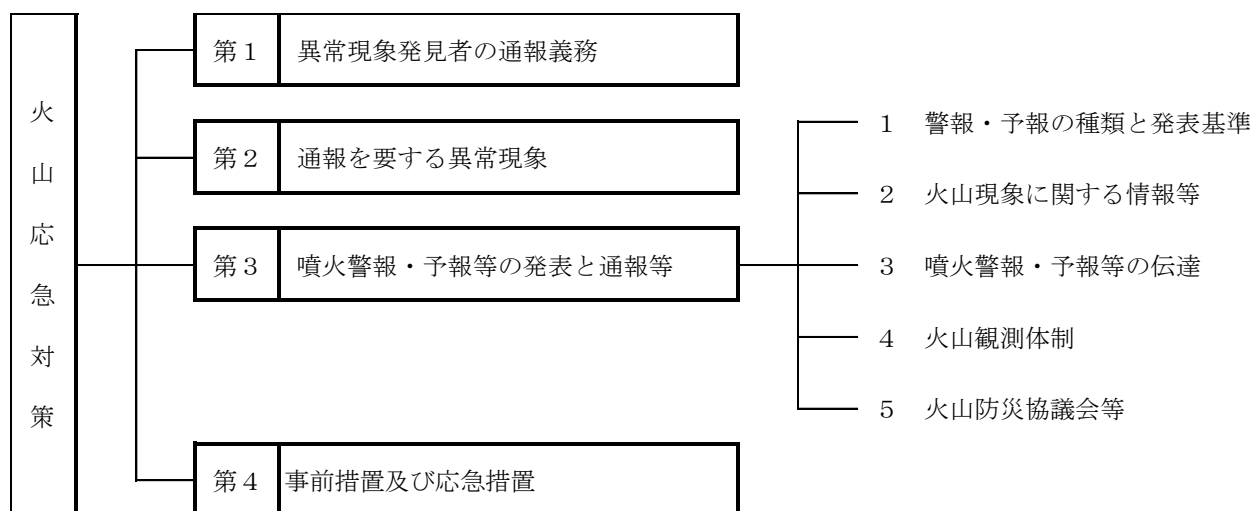 火山応急対策
第１ 異常現象発見者の通報義務
第２ 通報を要する異常現象
第３ 噴火警報・予報等の発表と通報等
１ 警報・予報の種類と発表基準
２ 火山現象に関する情報等
３ 噴火警報・予報等の伝達
４ 火山観測体制
５ 火山防災協議会等
第４ 事前措置及び応急措置